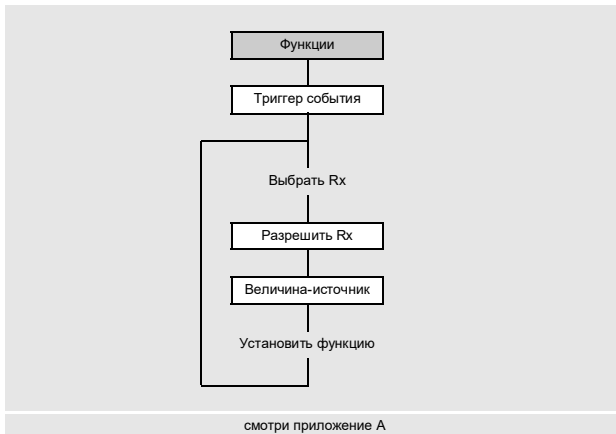 Функции
Триггер события
Выбрать Rx
Разрешить Rx
Величина-источник
Установить функцию
смотри приложение А